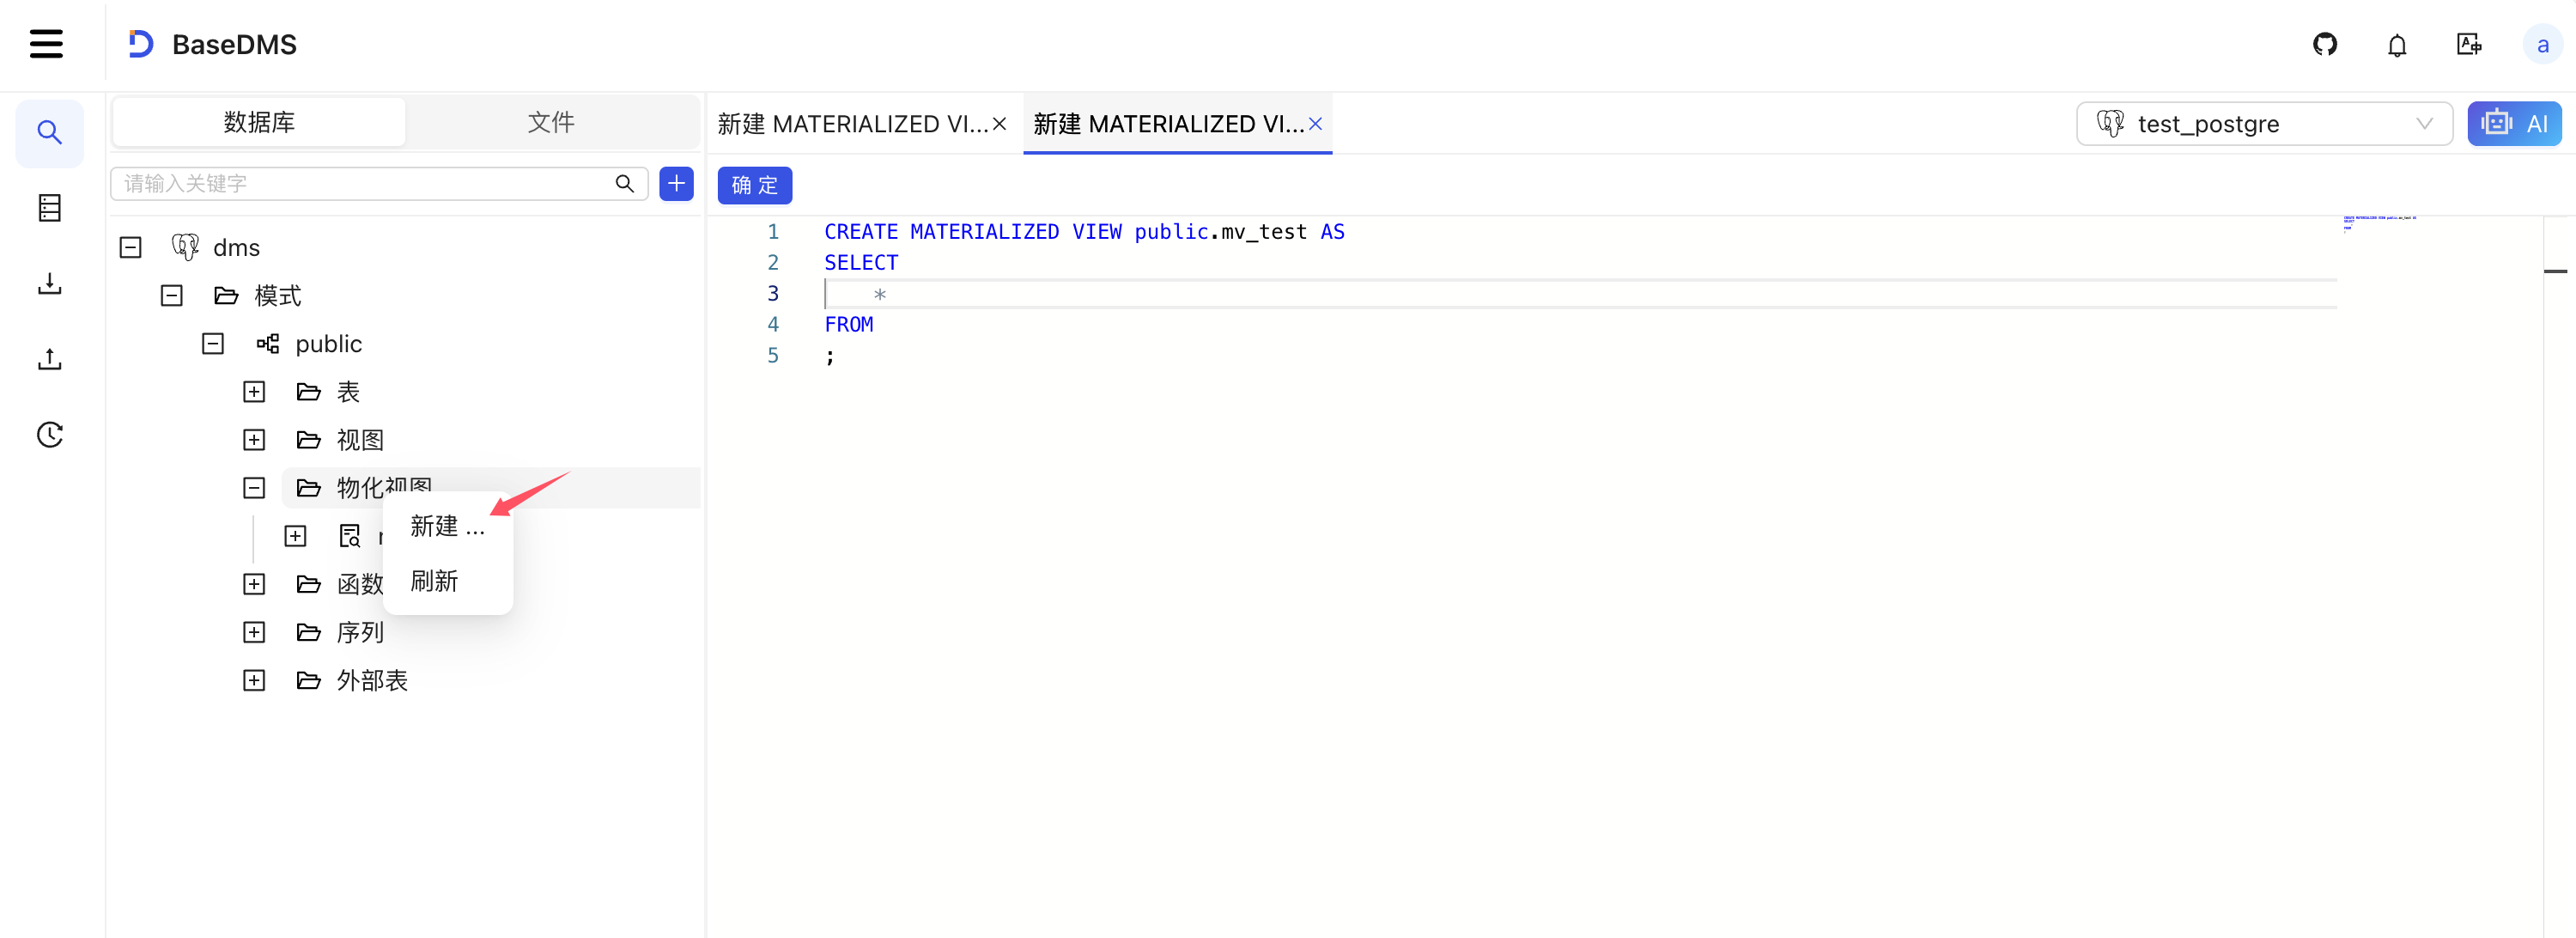 BaseDMS
a
数据库
文件
新建 MATERIALIZED VI...
新建 MATERIALIZED VI...
test_postgre
AI
请输入关键字
确 定
dms
模式
public
表
视图
物化视图
新建 ...
刷新
函数
序列
外部表
1 CREATE MATERIALIZED VIEW public.mv_test AS
2 SELECT
3 *
4 FROM
5 ;